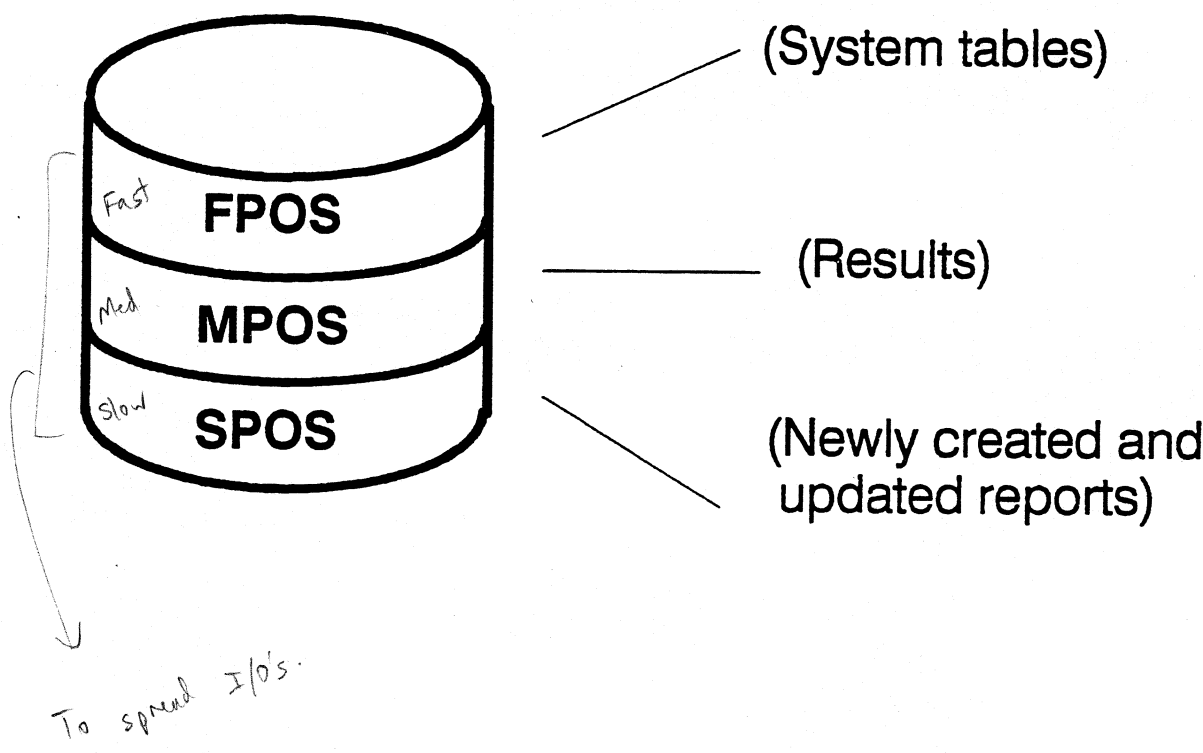 (System tables)
Fast FPOS
(Results)
Med MPOS
Slow SPOS
(Newly created and
updated reports)
To spread I/O's.